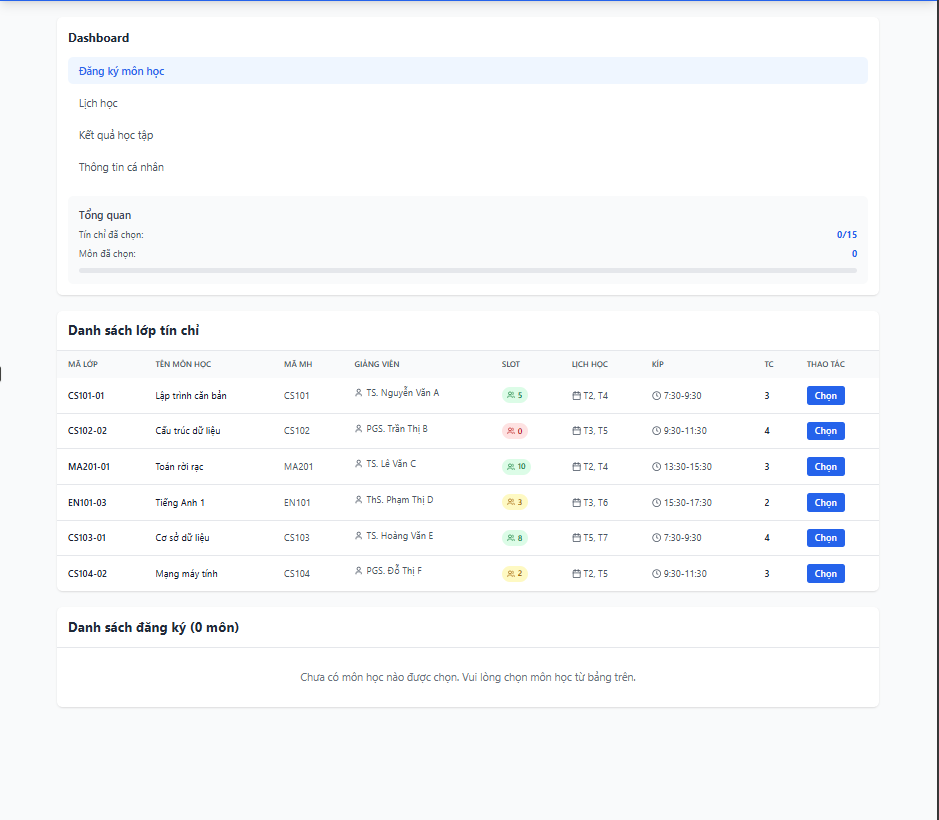 Dashboard
Đăng ký môn học
Lịch học
Kết quả học tập
Thông tin cá nhân
Tổng quan
Tín chỉ đã chọn: 0/15
Môn đã chọn: 0
Danh sách lớp tín chỉ
MÃ LỚP TÊN MÔN HỌC MÃ MH GIẢNG VIÊN SLOT LỊCH HỌC KÍP TC THAO TÁC
CS101-01 Lập trình căn bản CS101 TS. Nguyễn Văn A 5 T2, T4 7:30-9:30 3 Chọn
CS102-02 Cấu trúc dữ liệu CS102 PGS. Trần Thị B 0 T3, T5 9:30-11:30 4 Chọn
MA201-01 Toán rời rạc MA201 TS. Lê Văn C 10 T2, T4 13:30-15:30 3 Chọn
EN101-03 Tiếng Anh 1 EN101 ThS. Phạm Thị D 3 T3, T6 15:30-17:30 2 Chọn
CS103-01 Cơ sở dữ liệu CS103 TS. Hoàng Văn E 8 T5, T7 7:30-9:30 4 Chọn
CS104-02 Mạng máy tính CS104 PGS. Đỗ Thị F 2 T2, T5 9:30-11:30 3 Chọn
Danh sách đăng ký (0 môn)
Chưa có môn học nào được chọn. Vui lòng chọn môn học từ bảng trên.